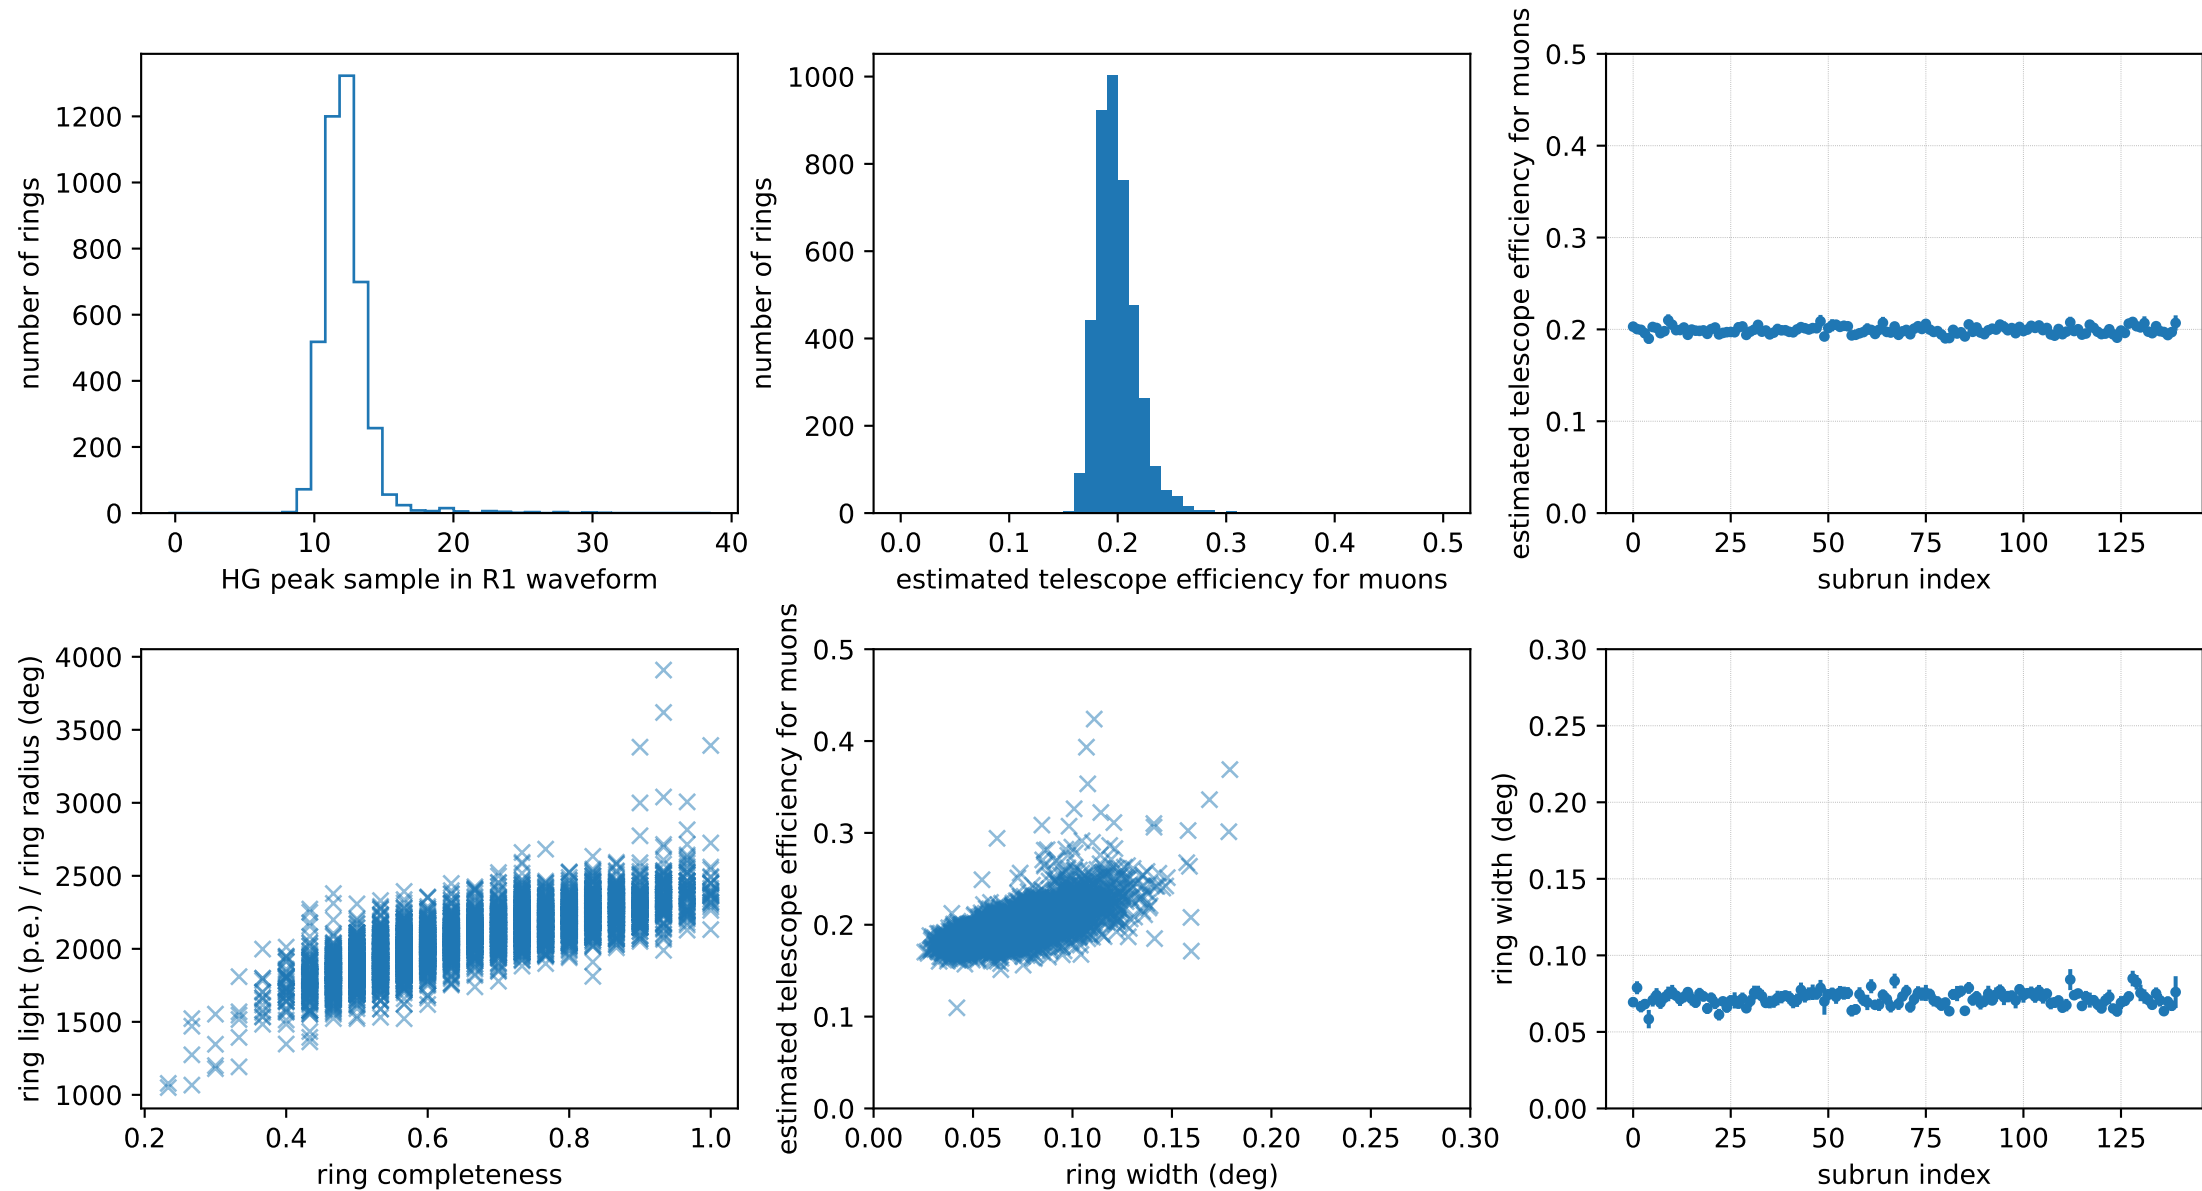 number of rings
1200
1000
800
600
400
200
0
0 10 20 30 40
HG peak sample in R1 waveform
number of rings
1000
800
600
400
200
0
0.0 0.1 0.2 0.3 0.4 0.5
estimated telescope efficiency for muons
estimated telescope efficiency for muons
0.5
0.4
0.3
0.2
0.1
0.0
0 25 50 75 100 125
subrun index
ring light (p.e.) / ring radius (deg)
4000
3500
3000
2500
2000
1500
1000
0.2 0.4 0.6 0.8 1.0
ring completeness
estimated telescope efficiency for muons
0.5
0.4
0.3
0.2
0.1
0.0
0.00 0.05 0.10 0.15 0.20 0.25 0.30
ring width (deg)
ring width (deg)
0.30
0.25
0.20
0.15
0.10
0.05
0.00
0 25 50 75 100 125
subrun index